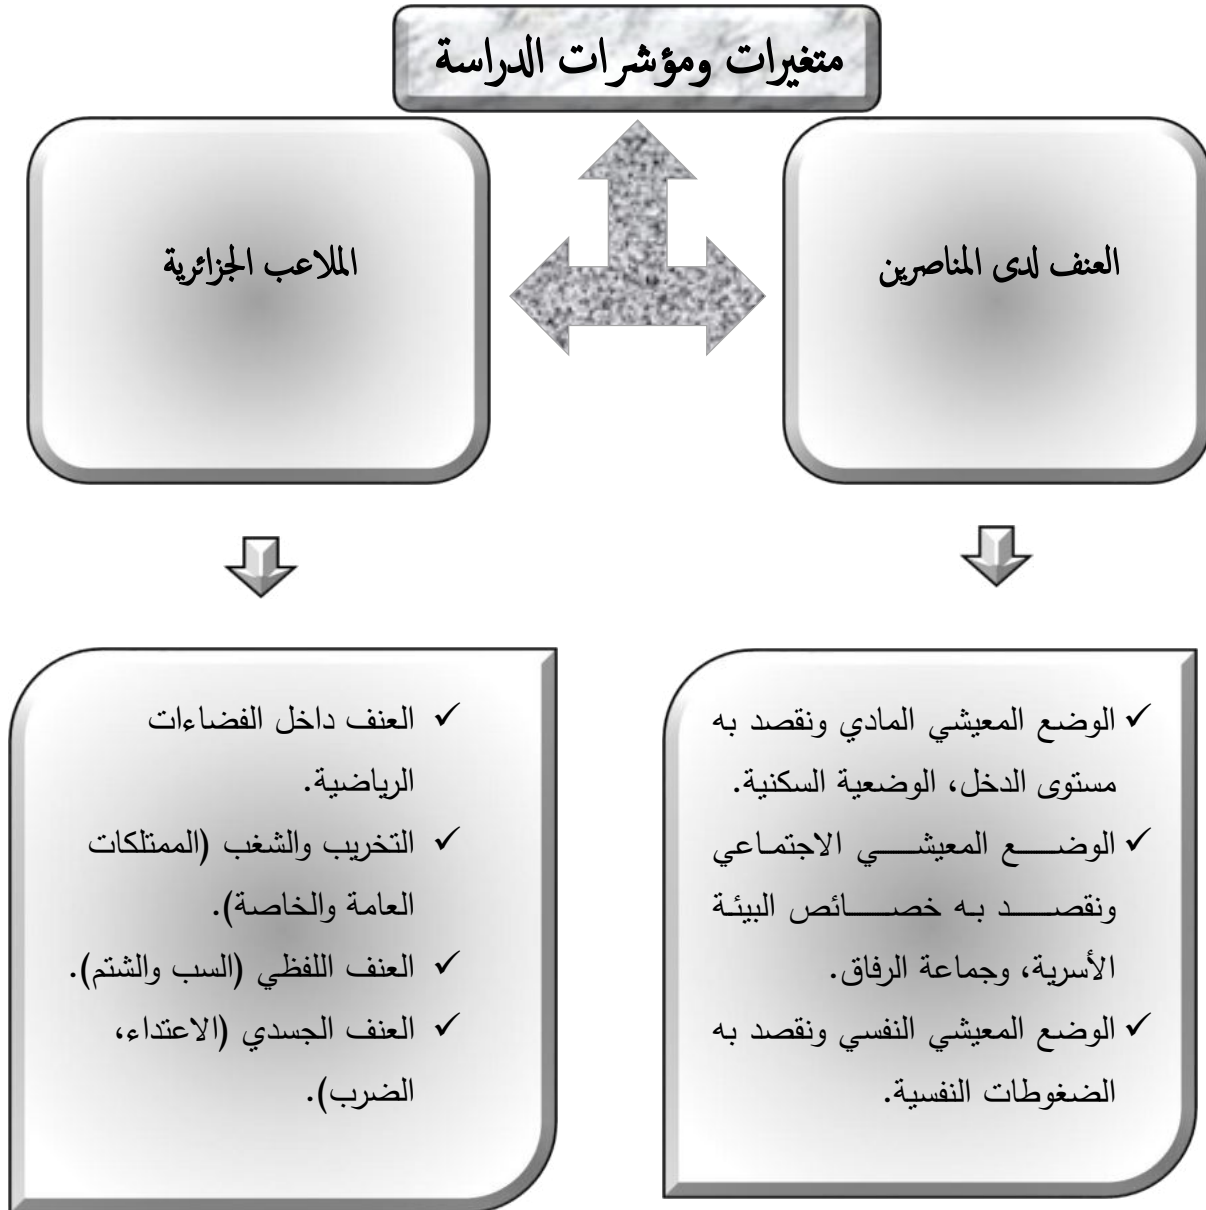 متغيرات ومؤشرات الدراسة
العنف لدى المناصرين
الملاعب الجزائرية
✓ الوضع المعيشي المادي ونقصد به
مستوى الدخل، الوضعية السكنية.
✓ الوضع المعيشي الاجتماعي
ونقصد به خصائص البيئة
الأسرية، وجماعة الرفاق.
✓ الوضع المعيشي النفسي ونقصد به
الضغوطات النفسية.
✓ العنف داخل الفضاءات
الرياضية.
✓ التخريب والشغب (الممتلكات
العامة والخاصة).
✓ العنف اللفظي (السب والشتم).
✓ العنف الجسدي (الاعتداء،
الضرب).